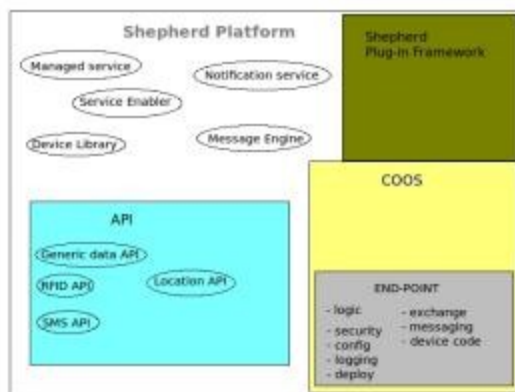 Shepherd Platform
Managed service
Notification service
Service Enabler
Device Library
Message Engine
Shepherd
Plug-in Framework
COOS
API
Generic data API
RFID API
Location API
SMS API
END-POINT
- logic
- security
- config
- logging
- deploy
- exchange
- messaging
- device code